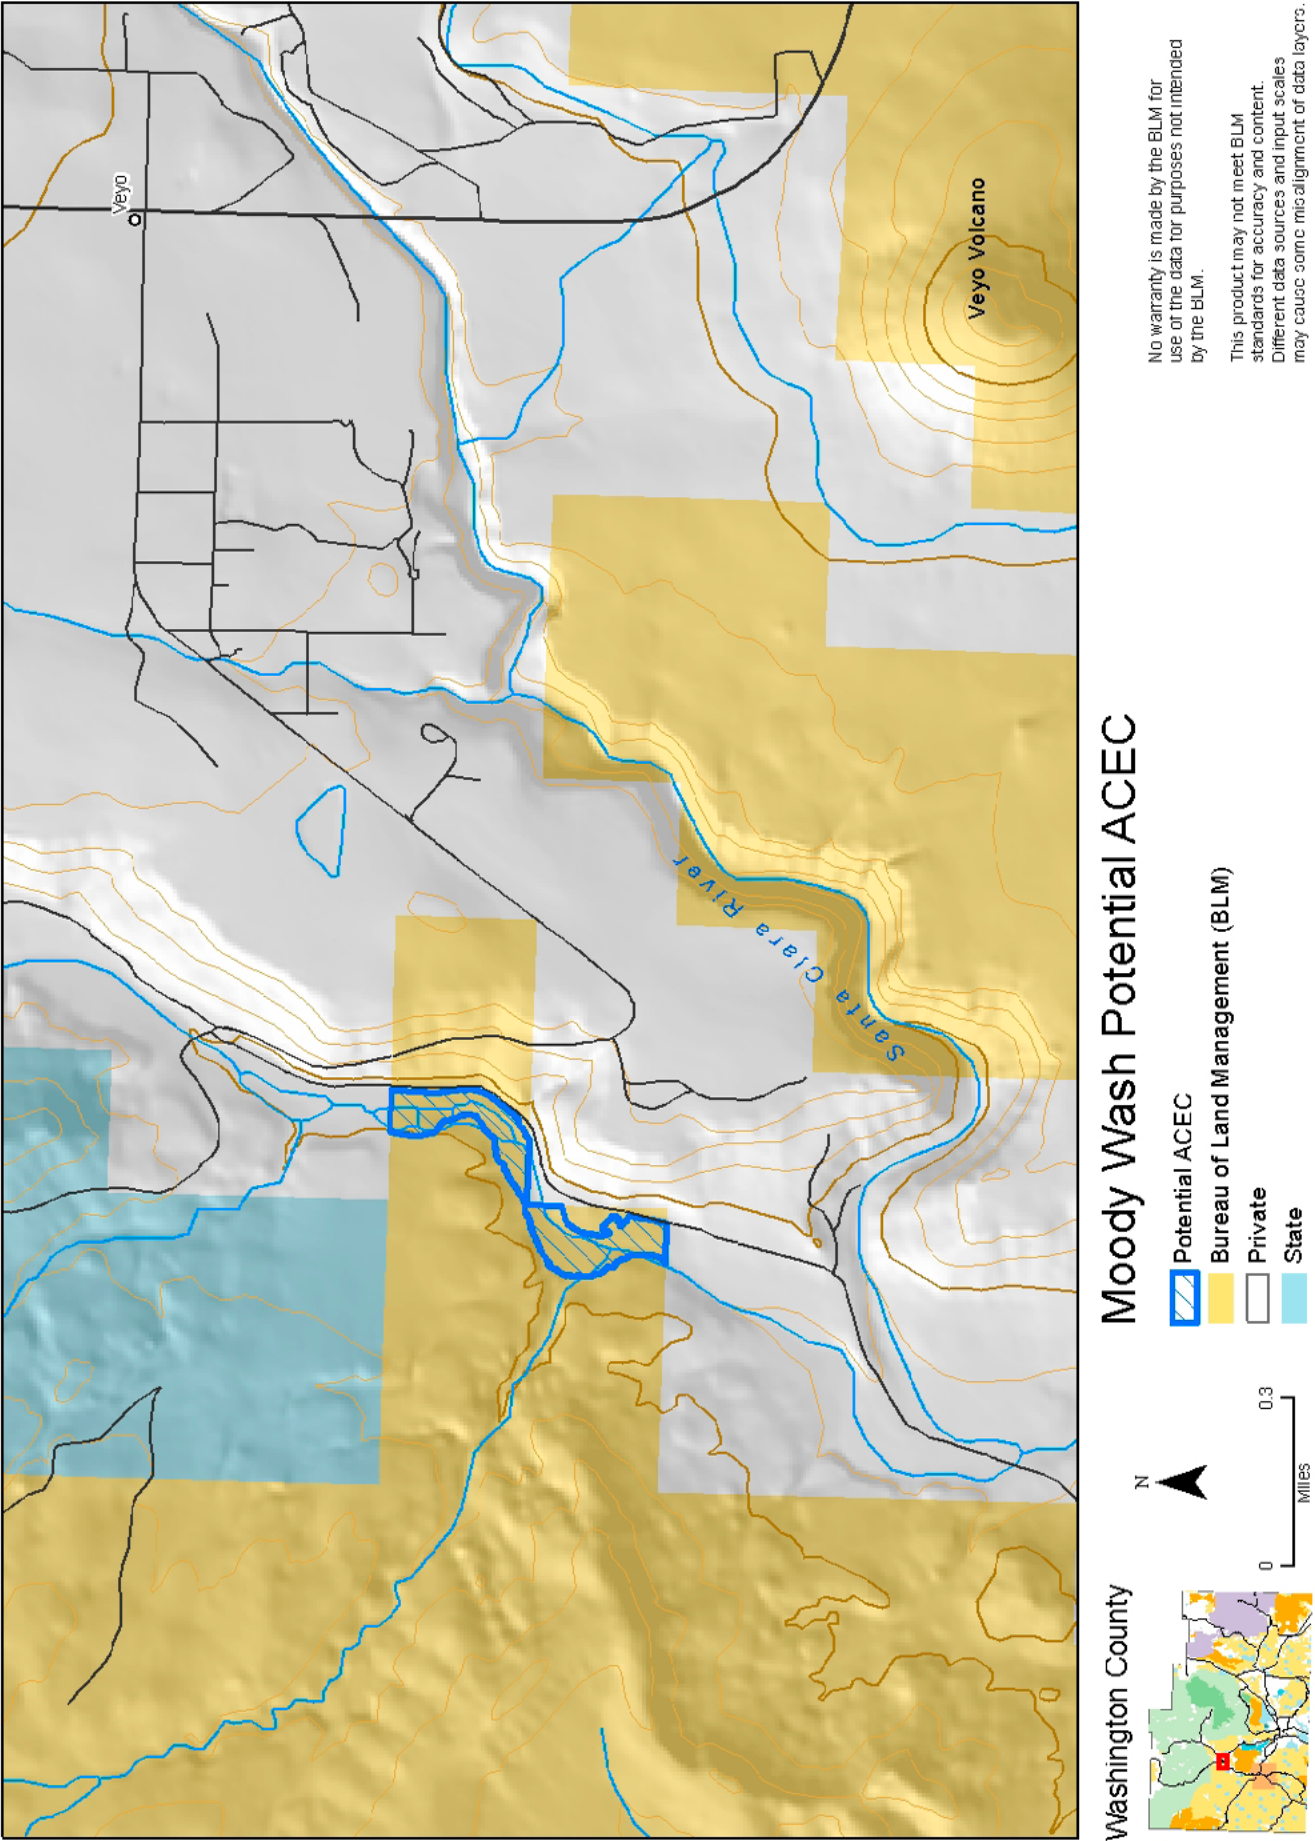 Veyo
Veyo Volcano
Santa Clara River
Moody Wash Potential ACEC
Washington County
N
0
0.3
Miles
Potential ACEC
Bureau of Land Management (BLM)
Private
State
No warranty is made by the BLM for
use of the data for purposes not intended
by the BLM.
This product may not meet BLM
standards for accuracy and content.
Different data sources and input scales
may cause some misalignment of data layers.